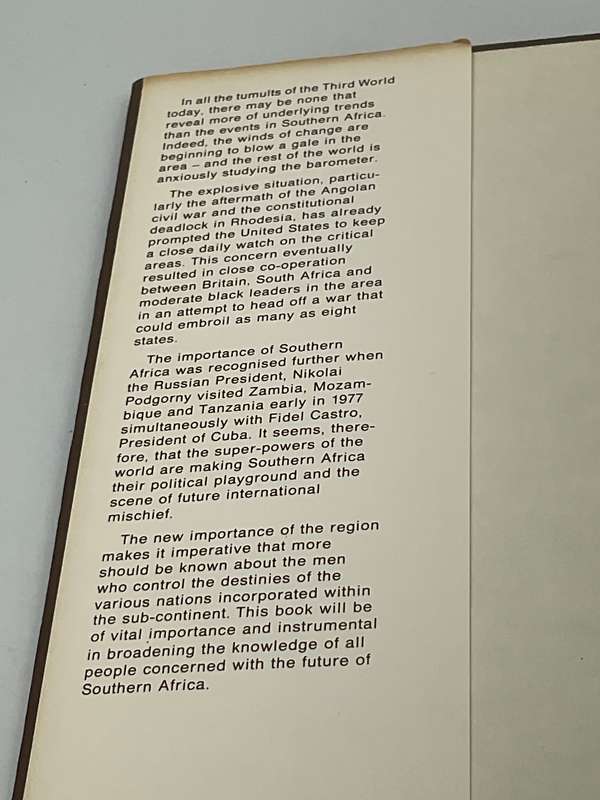 In all the tumults of the Third World
today, there may be none that
reveal more of underlying trends
than the events in Southern Africa.
Indeed, the winds of change are
beginning to blow a gale in the
area – and the rest of the world is
anxiously studying the barometer.
The explosive situation, particu-
larly the aftermath of the Angolan
civil war and the constitutional
deadlock in Rhodesia, has already
prompted the United States to keep
a close daily watch on the critical
areas. This concern eventually
resulted in close co-operation
between Britain, South Africa and
moderate black leaders in the area
in an attempt to head off a war that
could embroil as many as eight
states.
The importance of Southern
Africa was recognised further when
the Russian President, Nikolai
Podgorny visited Zambia, Mozam-
bique and Tanzania early in 1977
simultaneously with Fidel Castro,
President of Cuba. It seems, there-
fore, that the super-powers of the
world are making Southern Africa
their political playground and the
scene of future international
mischief.
The new importance of the region
makes it imperative that more
should be known about the men
who control the destinies of the
various nations incorporated within
the sub-continent. This book will be
of vital importance and instrumental
in broadening the knowledge of all
people concerned with the future of
Southern Africa.